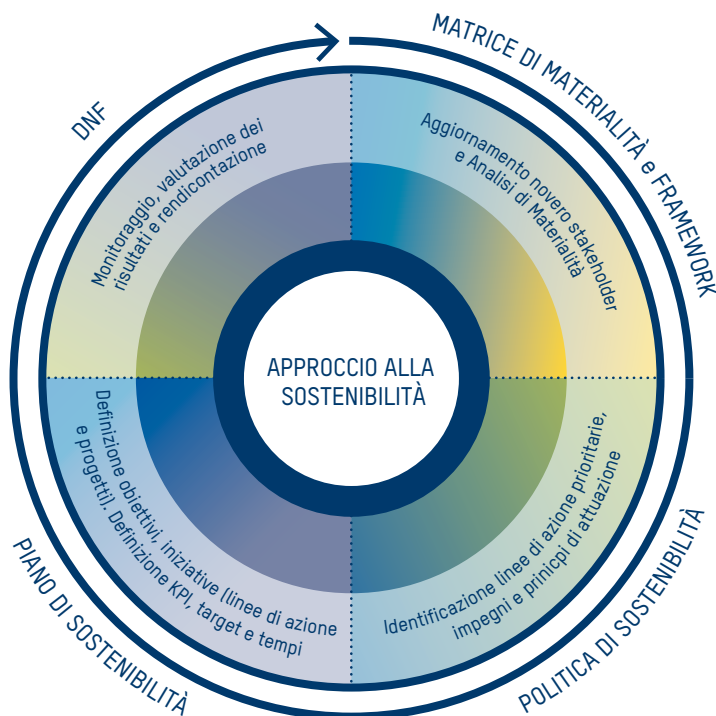 APPROCCIO ALLA
SOSTENIBILITÀ
MATRICE DI MATERIALITÀ e FRAMEWORK
Aggiornamento novero stakeholder
e Analisi di Materialità
POLITICA DI SOSTENIBILITÀ
Identificazione linee di azione prioritarie,
impegni e prinicpi di attuazione
PIANO DI SOSTENIBILITÀ
Definizione obiettivi, iniziative (linee di azione
e progetti). Definizione KPI, target e tempi
DNF
Monitoraggio, valutazione dei
risultati e rendicontazione